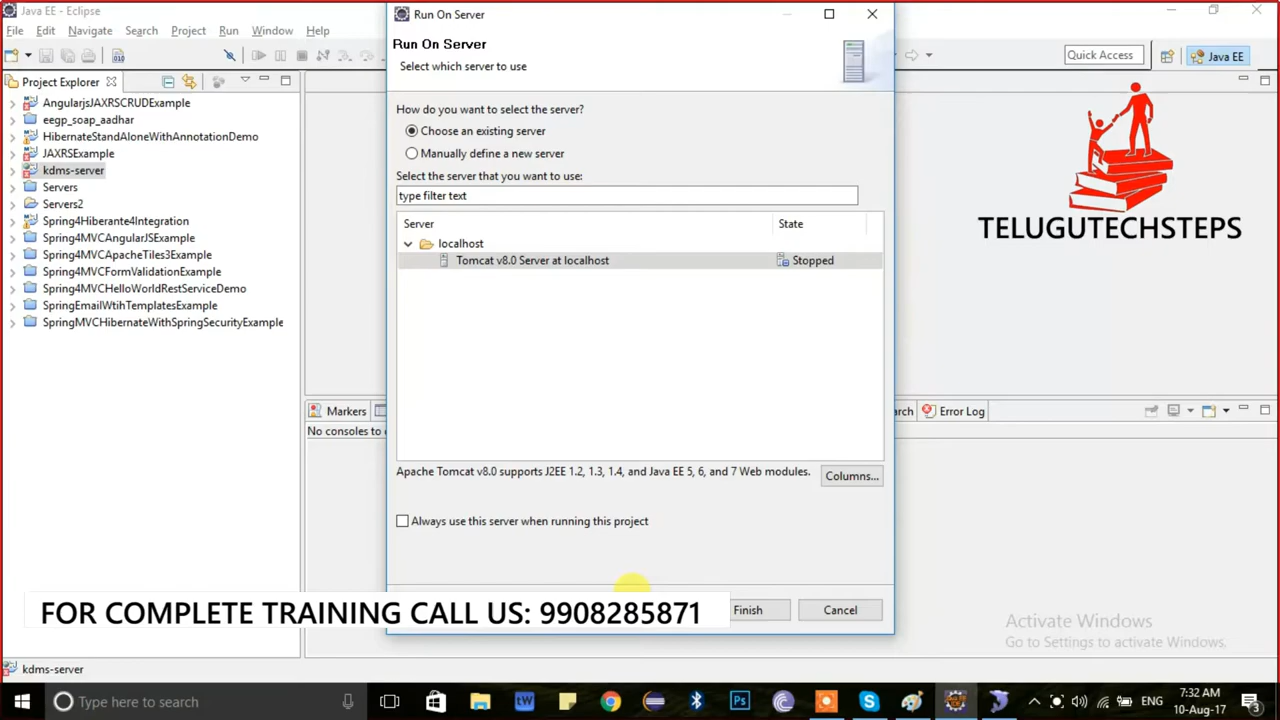 Java EE - Eclipse
File Edit Navigate Search Project Run Window Help
Quick Access
Java EE
Project Explorer
AngularjsJAXRSCRUDExample
eegp_soap_aadhar
HibernateStandAloneWithAnnotationDemo
JAXRSExample
kdms-server
Servers
Servers2
Spring4Hiberante4Integration
Spring4MVCAngularJSExample
Spring4MVCApacheTiles3Example
Spring4MVCFormValidationExample
Spring4MVCHelloWorldRestServiceDemo
SpringEmailWtihTemplatesExample
SpringMVCHibernateWithSpringSecurityExample
Run On Server
Run On Server
Select which server to use
How do you want to select the server?
Choose an existing server
Manually define a new server
Select the server that you want to use:
type filter text
Server State
localhost
Tomcat v8.0 Server at localhost Stopped
Apache Tomcat v8.0 supports J2EE 1.2, 1.3, 1.4, and Java EE 5, 6, and 7 Web modules.
Columns...
Always use this server when running this project
Finish Cancel
TELUGUTECHSTEPS
Markers
Error Log
No consoles to
FOR COMPLETE TRAINING CALL US: 9908285871
Activate Windows
Go to Settings to activate Windows.
kdms-server
Type here to search
ENG
7:32 AM
10-Aug-17